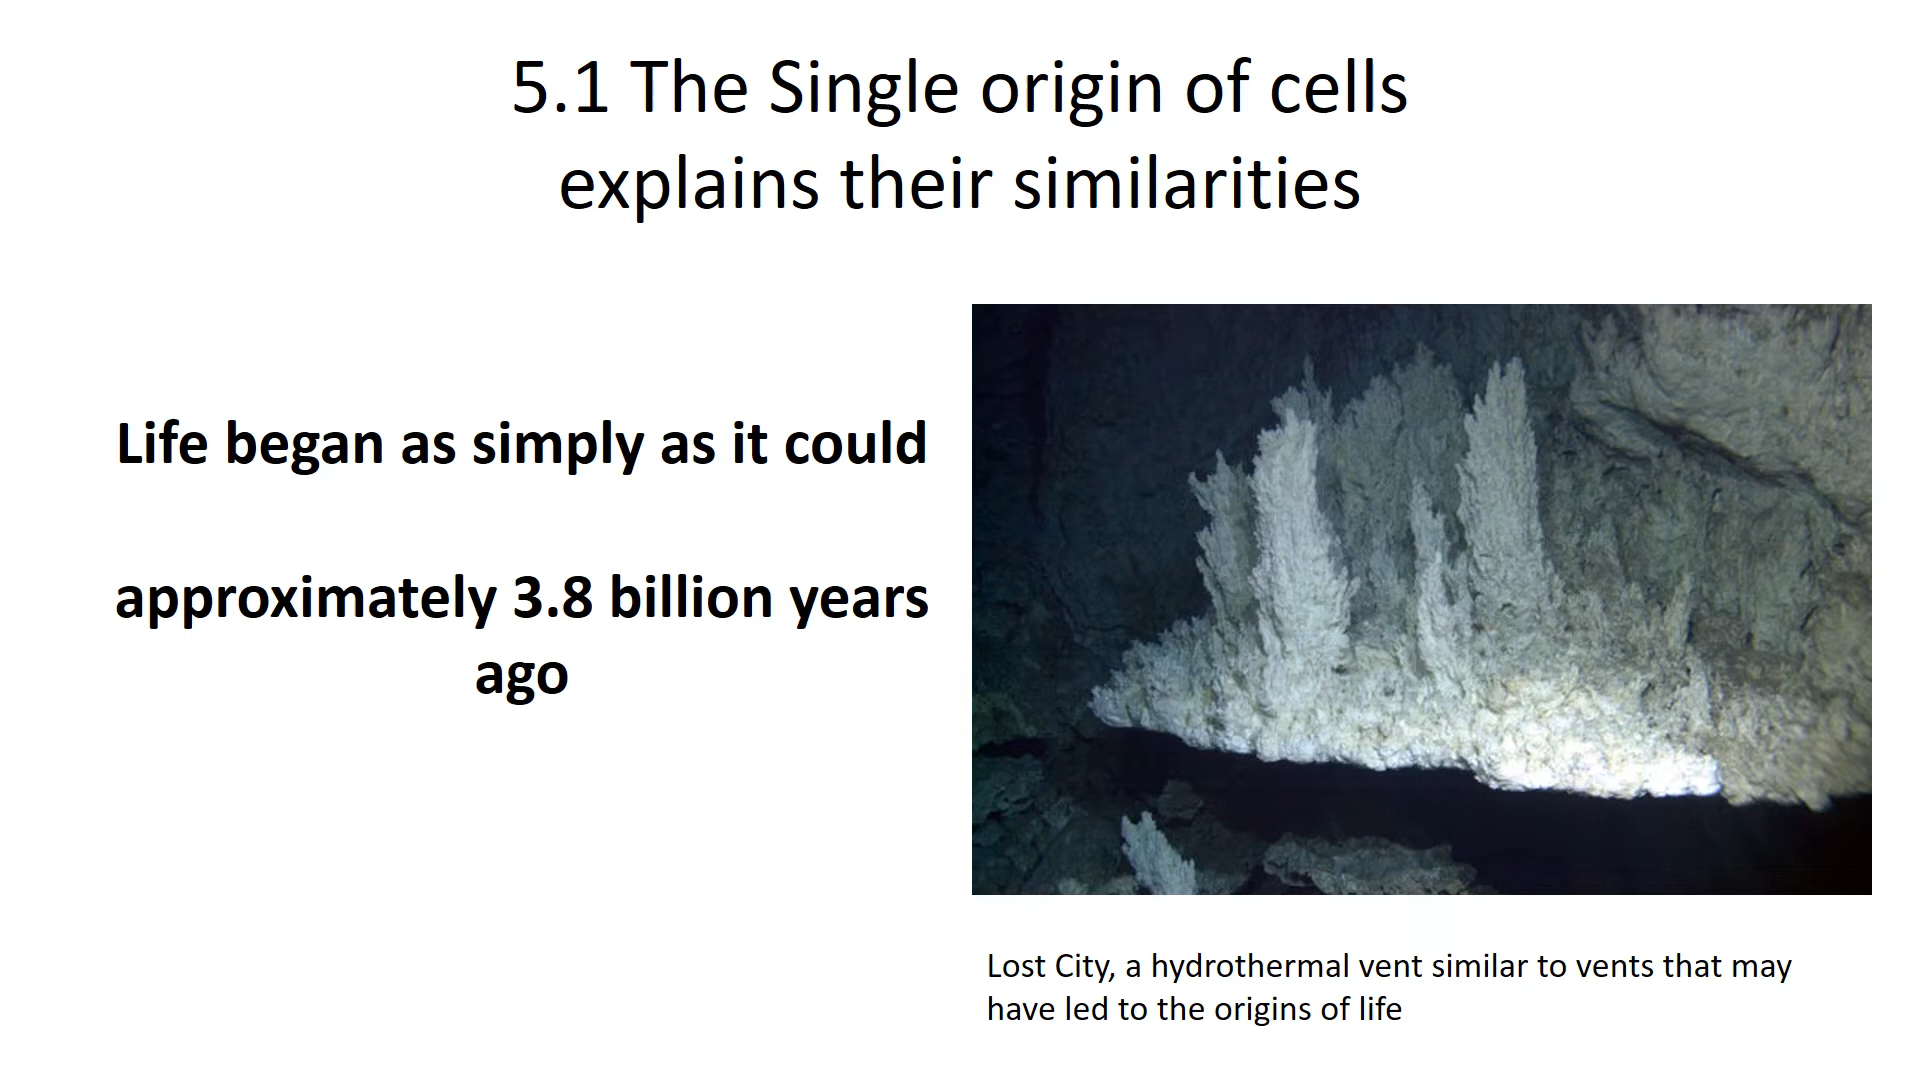 5.1 The Single origin of cells
explains their similarities
Life began as simply as it could
approximately 3.8 billion years
ago
Lost City, a hydrothermal vent similar to vents that may
have led to the origins of life